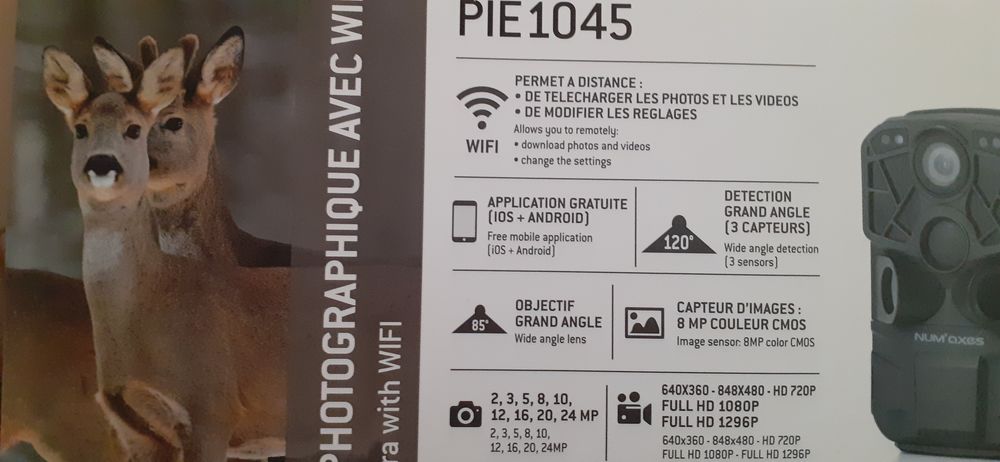 PHOTOGRAPHIQUE AVEC WI
ra with WIFI
PIE1045
WIFI
PERMET A DISTANCE :
• DE TELECHARGER LES PHOTOS ET LES VIDEOS
• DE MODIFIER LES REGLAGES
Allows you to remotely:
• download photos and videos
• change the settings
APPLICATION GRATUITE
(IOS + ANDROID)
Free mobile application
(iOS + Android)
120°
DETECTION
GRAND ANGLE
(3 CAPTEURS)
Wide angle detection
(3 sensors)
85°
OBJECTIF
GRAND ANGLE
Wide angle lens
CAPTEUR D'IMAGES :
8 MP COULEUR CMOS
Image sensor: 8MP color CMOS
2, 3, 5, 8, 10,
12, 16, 20, 24 MP
2, 3, 5, 8, 10,
12, 16, 20, 24MP
640X360 - 848X480 - HD 720P
FULL HD 1080P
FULL HD 1296P
640x360 - 848x480 - HD 720P
FULL HD 1080P - FULL HD 1296P
NUM'axes